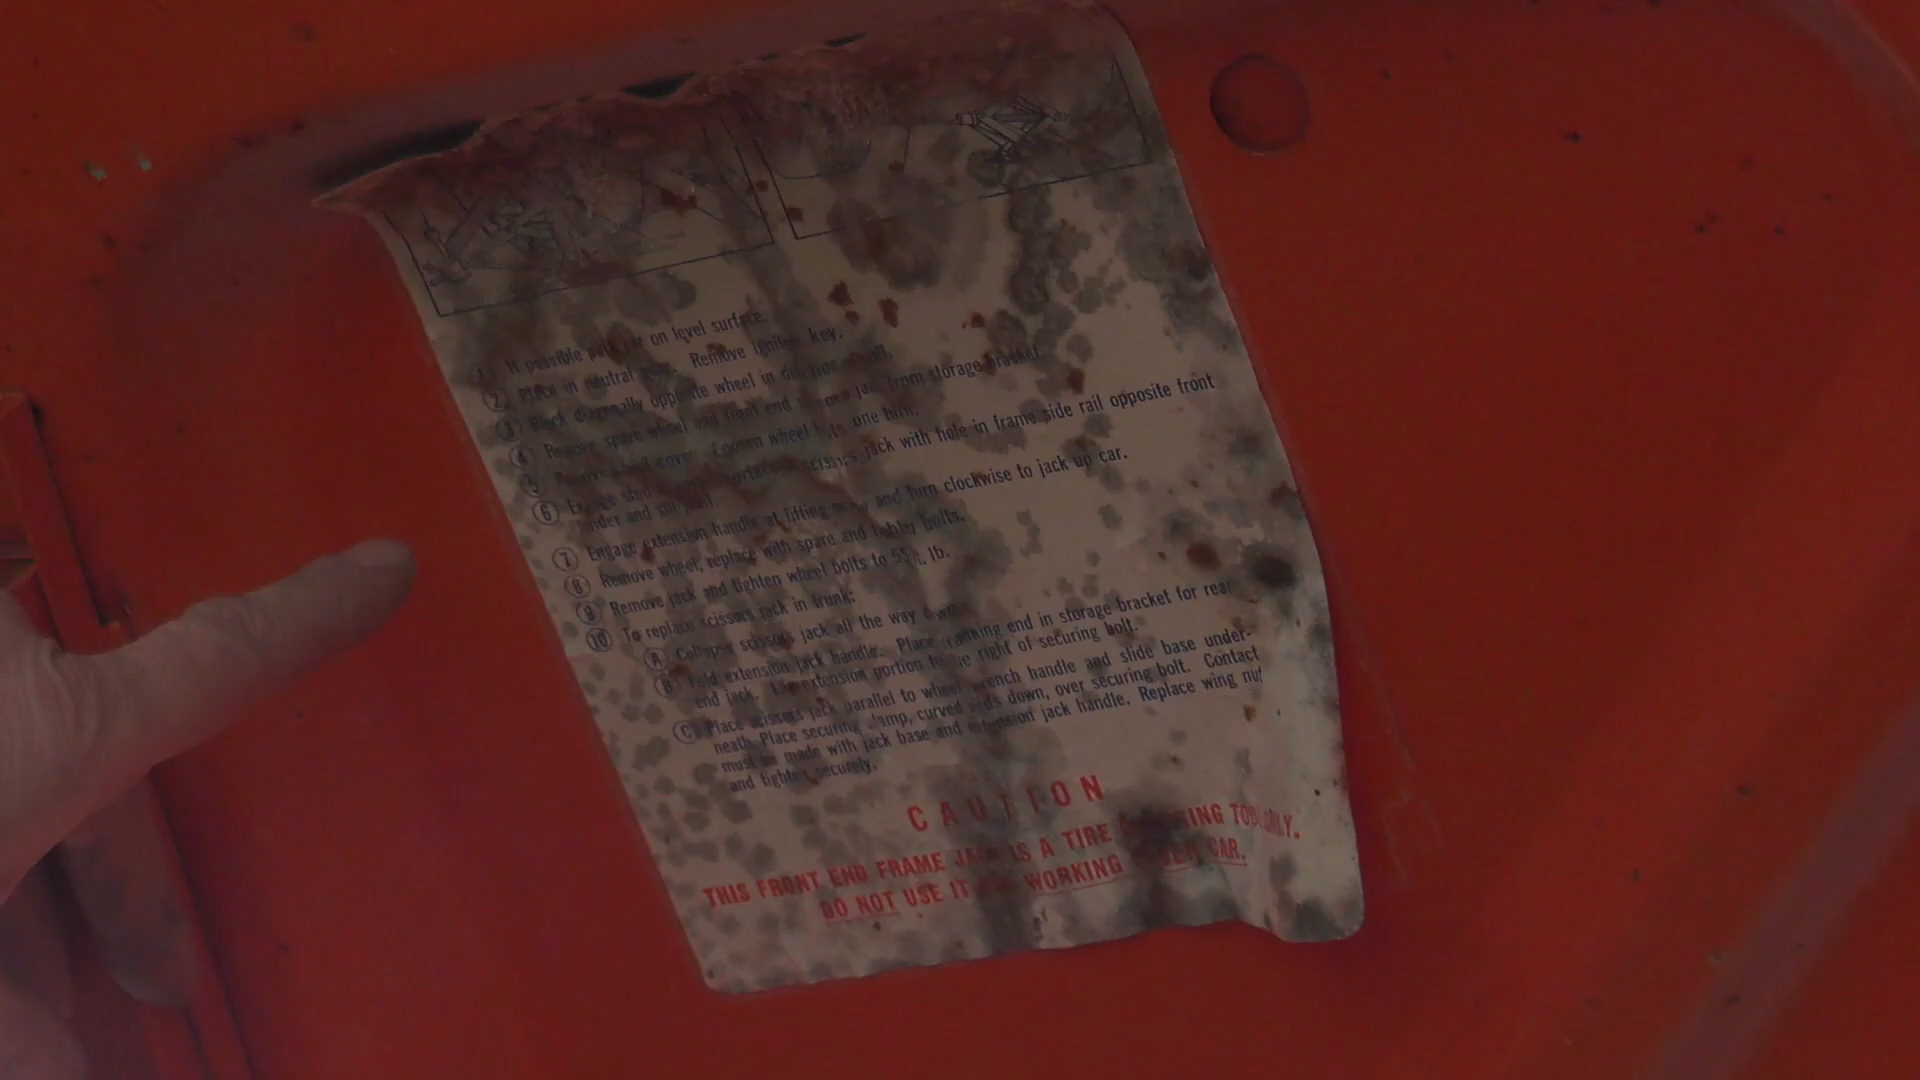 1 If possible park car on level surface.
2 Place in neutral gear. Remove ignition key.
3 Block diagonally opposite wheel in direction of roll.
4 Remove spare wheel and front end scissors jack from storage bracket.
5 Remove wheel cover. Loosen wheel bolts one turn.
6 Engage scissors jack with hole in frame side rail opposite front
fender and
7 Engage extension handle at lifting screw and turn clockwise to jack up car.
8 Remove wheel, replace with spare and tighten bolts.
9 Remove jack and tighten wheel bolts to 55 ft. lb.
10 To replace scissors jack in trunk:
A Collapse scissors jack all the way down.
B Fold extension jack handle. Place cranking end in storage bracket for rear
end jack. Lay extension portion to the right of securing bolt.
C Place scissors jack parallel to wheel wrench handle and slide base under-
neath. Place securing clamp, curved ends down, over securing bolt. Contact
must be made with jack base and extension jack handle. Replace wing nut
and tighten securely.
CAUTION
THIS FRONT END FRAME JACK IS A TIRE CHANGING TOOL ONLY.
DO NOT USE IT FOR WORKING UNDER CAR.